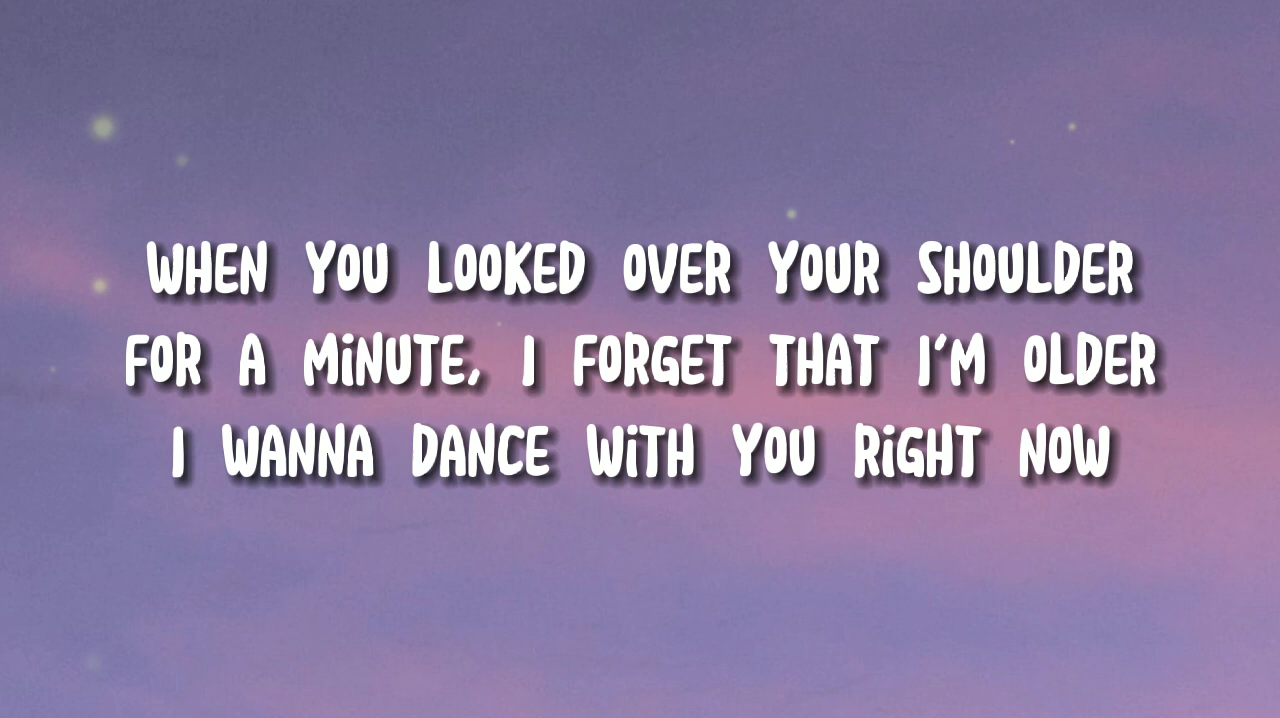 WHEN YOU LOOKED OVER YOUR SHOULDER
FOR A MiNUTE, I FORGET THAT I'M OLDER
I WANNA DANCE WiTH YOU RiGHT NOW